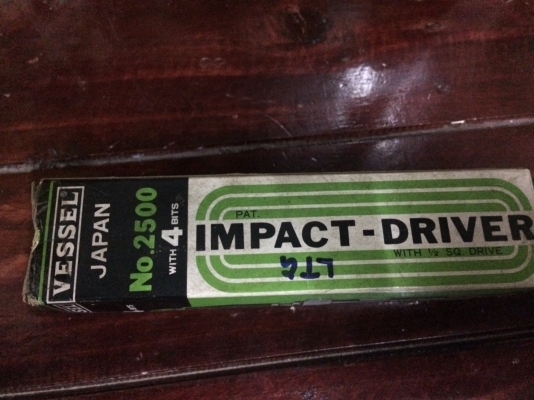 VESSEL
JAPAN
No.2500
WITH 4 BITS
PAT.
IMPACT-DRIVER
WITH ½ SQ. DRIVE